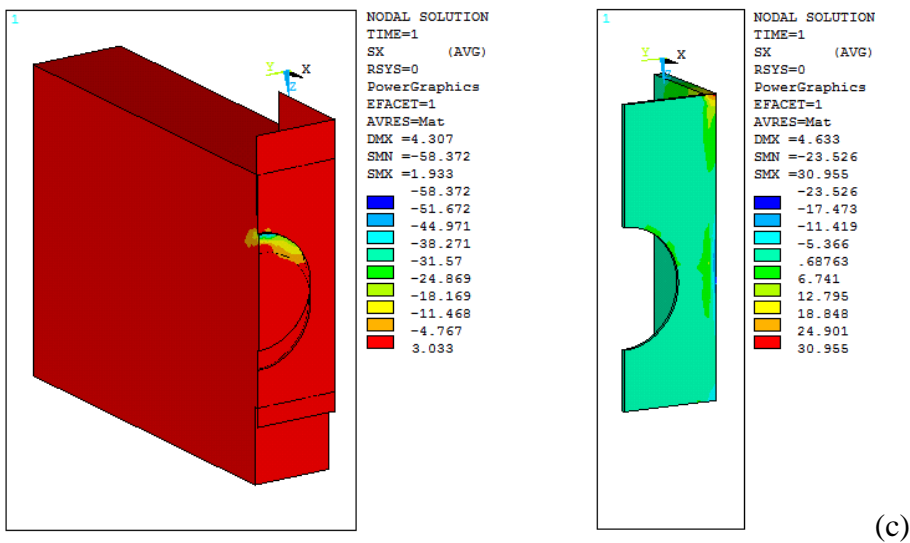 1
NODAL SOLUTION
TIME=1
SX (AVG)
RSYS=0
PowerGraphics
EFACET=1
AVRES=Mat
DMX =4.307
SMN =-58.372
SMX =1.933
-58.372
-51.672
-44.971
-38.271
-31.57
-24.869
-18.169
-11.468
-4.767
3.033
Y
X
Z
1
NODAL SOLUTION
TIME=1
SX (AVG)
RSYS=0
PowerGraphics
EFACET=1
AVRES=Mat
DMX =4.633
SMN =-23.526
SMX =30.955
-23.526
-17.473
-11.419
-5.366
.68763
6.741
12.795
18.848
24.901
30.955
Y
X
Z
(c)